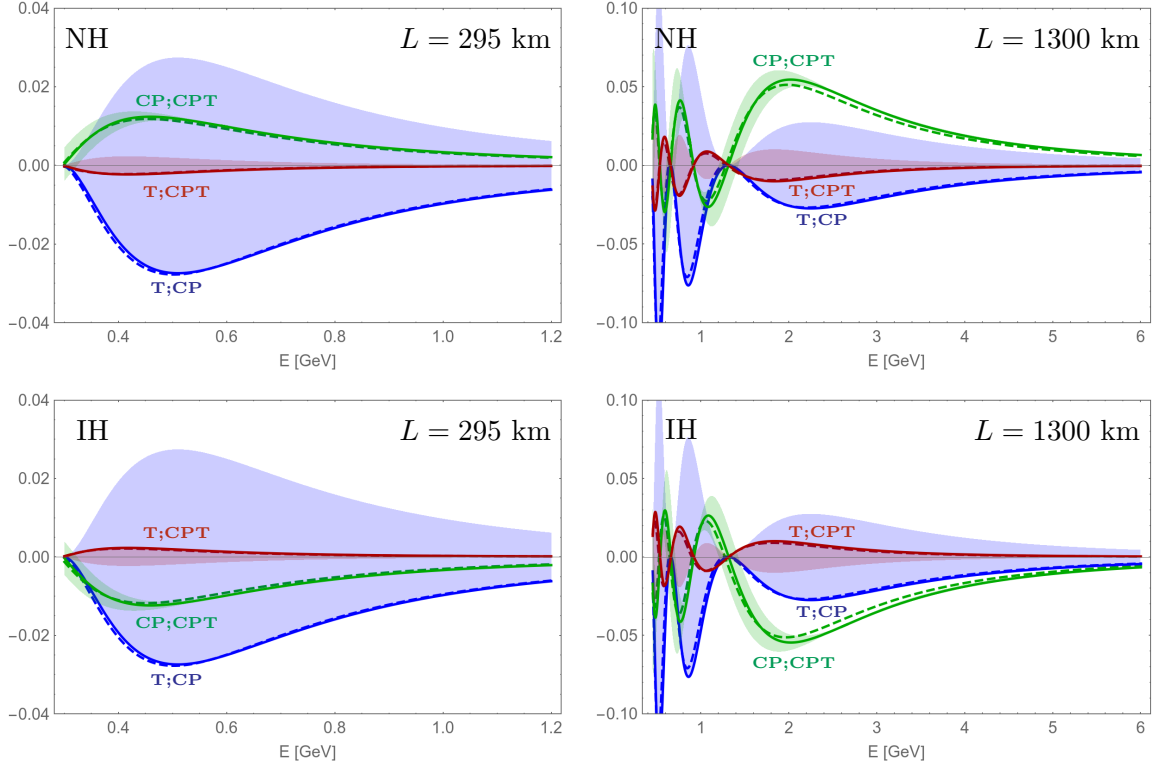 NH
L = 295 km
CP;CPT
T;CPT
T;CP
0.04
0.02
0.00
−0.02
−0.04
0.4
0.6
0.8
1.0
1.2
E [GeV]
NH
L = 1300 km
CP;CPT
T;CPT
T;CP
0.10
0.05
0.00
−0.05
−0.10
1
2
3
4
5
6
E [GeV]
IH
L = 295 km
T;CPT
CP;CPT
T;CP
0.04
0.02
0.00
−0.02
−0.04
0.4
0.6
0.8
1.0
1.2
E [GeV]
IH
L = 1300 km
T;CPT
T;CP
CP;CPT
0.10
0.05
0.00
−0.05
−0.10
1
2
3
4
5
6
E [GeV]